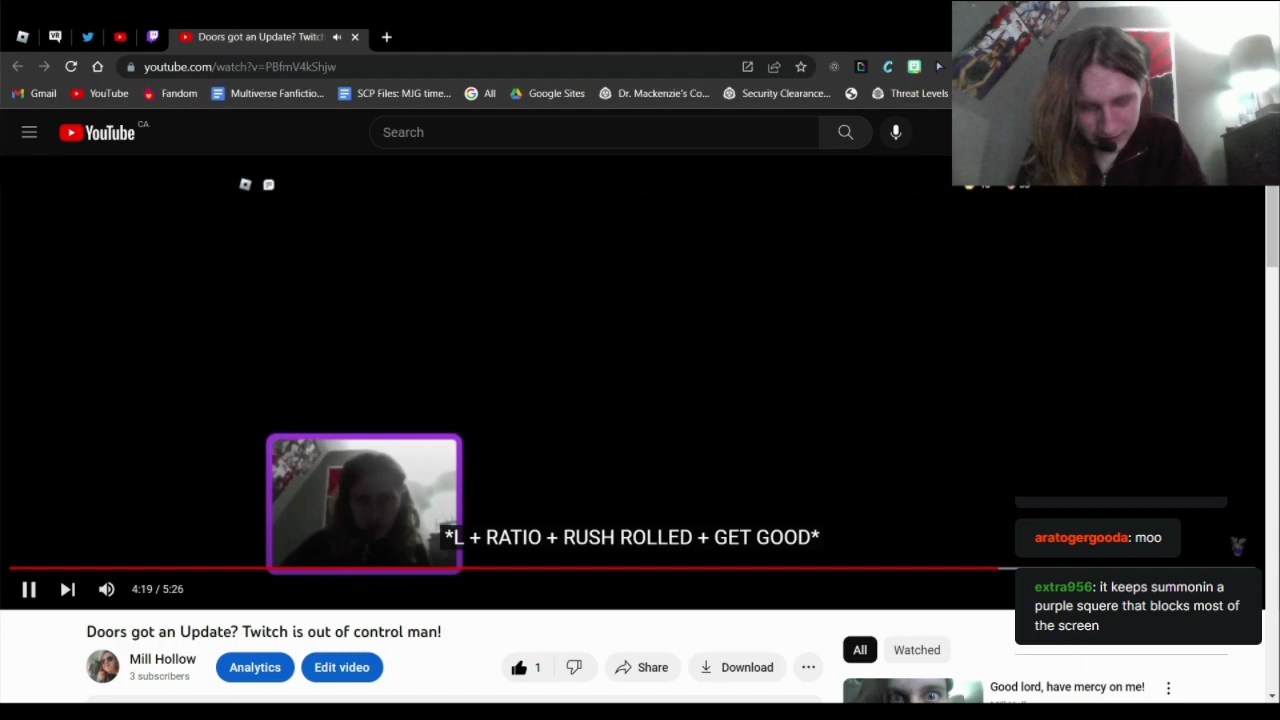 Doors got an Update? Twitch
youtube.com/watch?v=PBfmV4kShjw
Gmail
YouTube
Fandom
Multiverse Fanfictio...
SCP Files: MJG time...
All
Google Sites
Dr. Mackenzie's Co...
Security Clearance...
Threat Levels
YouTube
CA
Search
*L + RATIO + RUSH ROLLED + GET GOOD*
aratogergooda: moo
extra956: it keeps summonin a
purple squere that blocks most of
the screen
4:19 / 5:26
Doors got an Update? Twitch is out of control man!
Mill Hollow
3 subscribers
Analytics
Edit video
1
Share
Download
All
Watched
Good lord, have mercy on me!